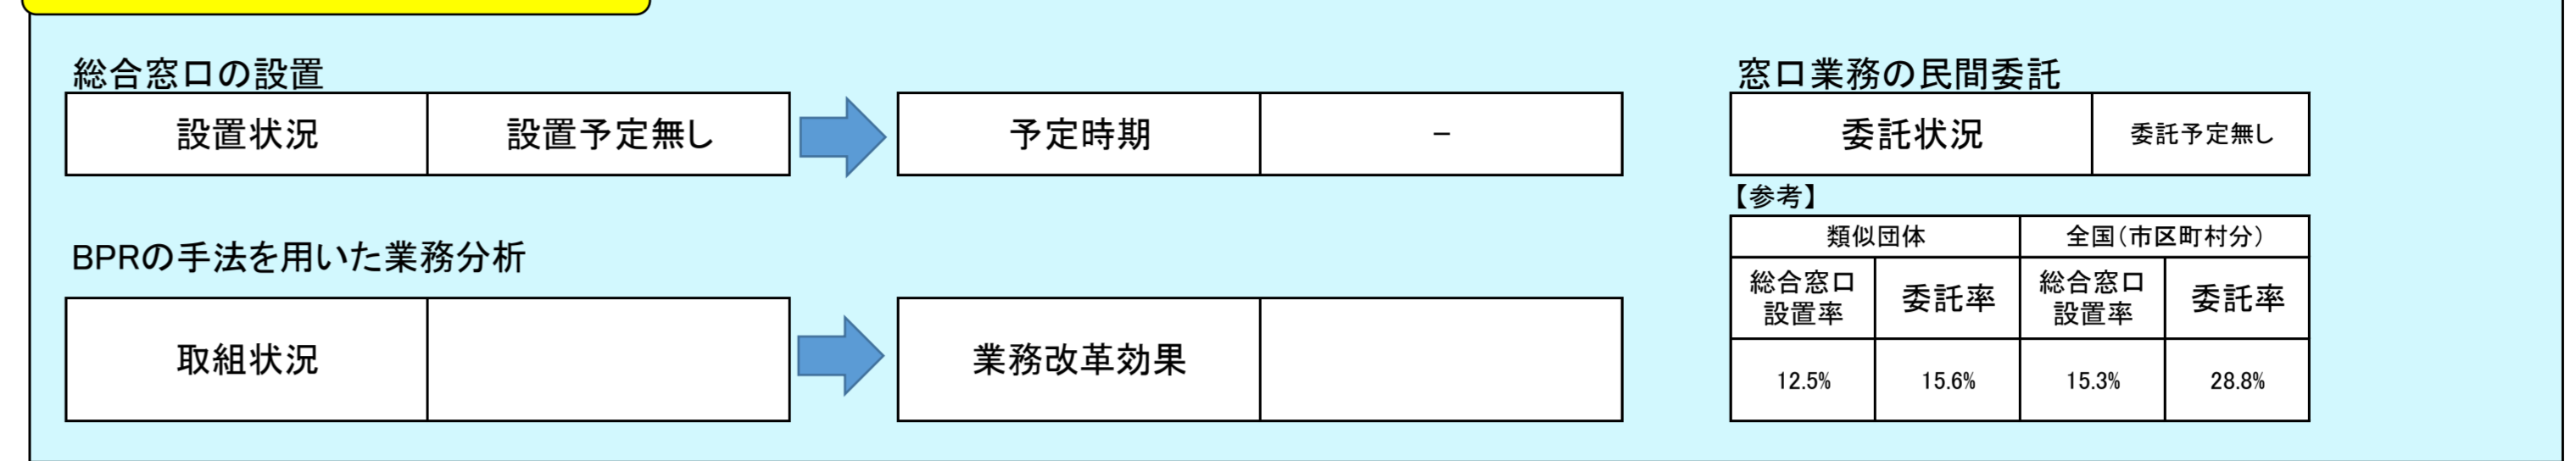 総合窓口の設置
設置状況 設置予定無し 予定時期 －
BPRの手法を用いた業務分析
取組状況 業務改革効果
窓口業務の民間委託
委託状況 委託予定無し
【参考】
類似団体 全国（市区町村分）
総合窓口
設置率
委託率
総合窓口
設置率
委託率
12.5% 15.6% 15.3% 28.8%